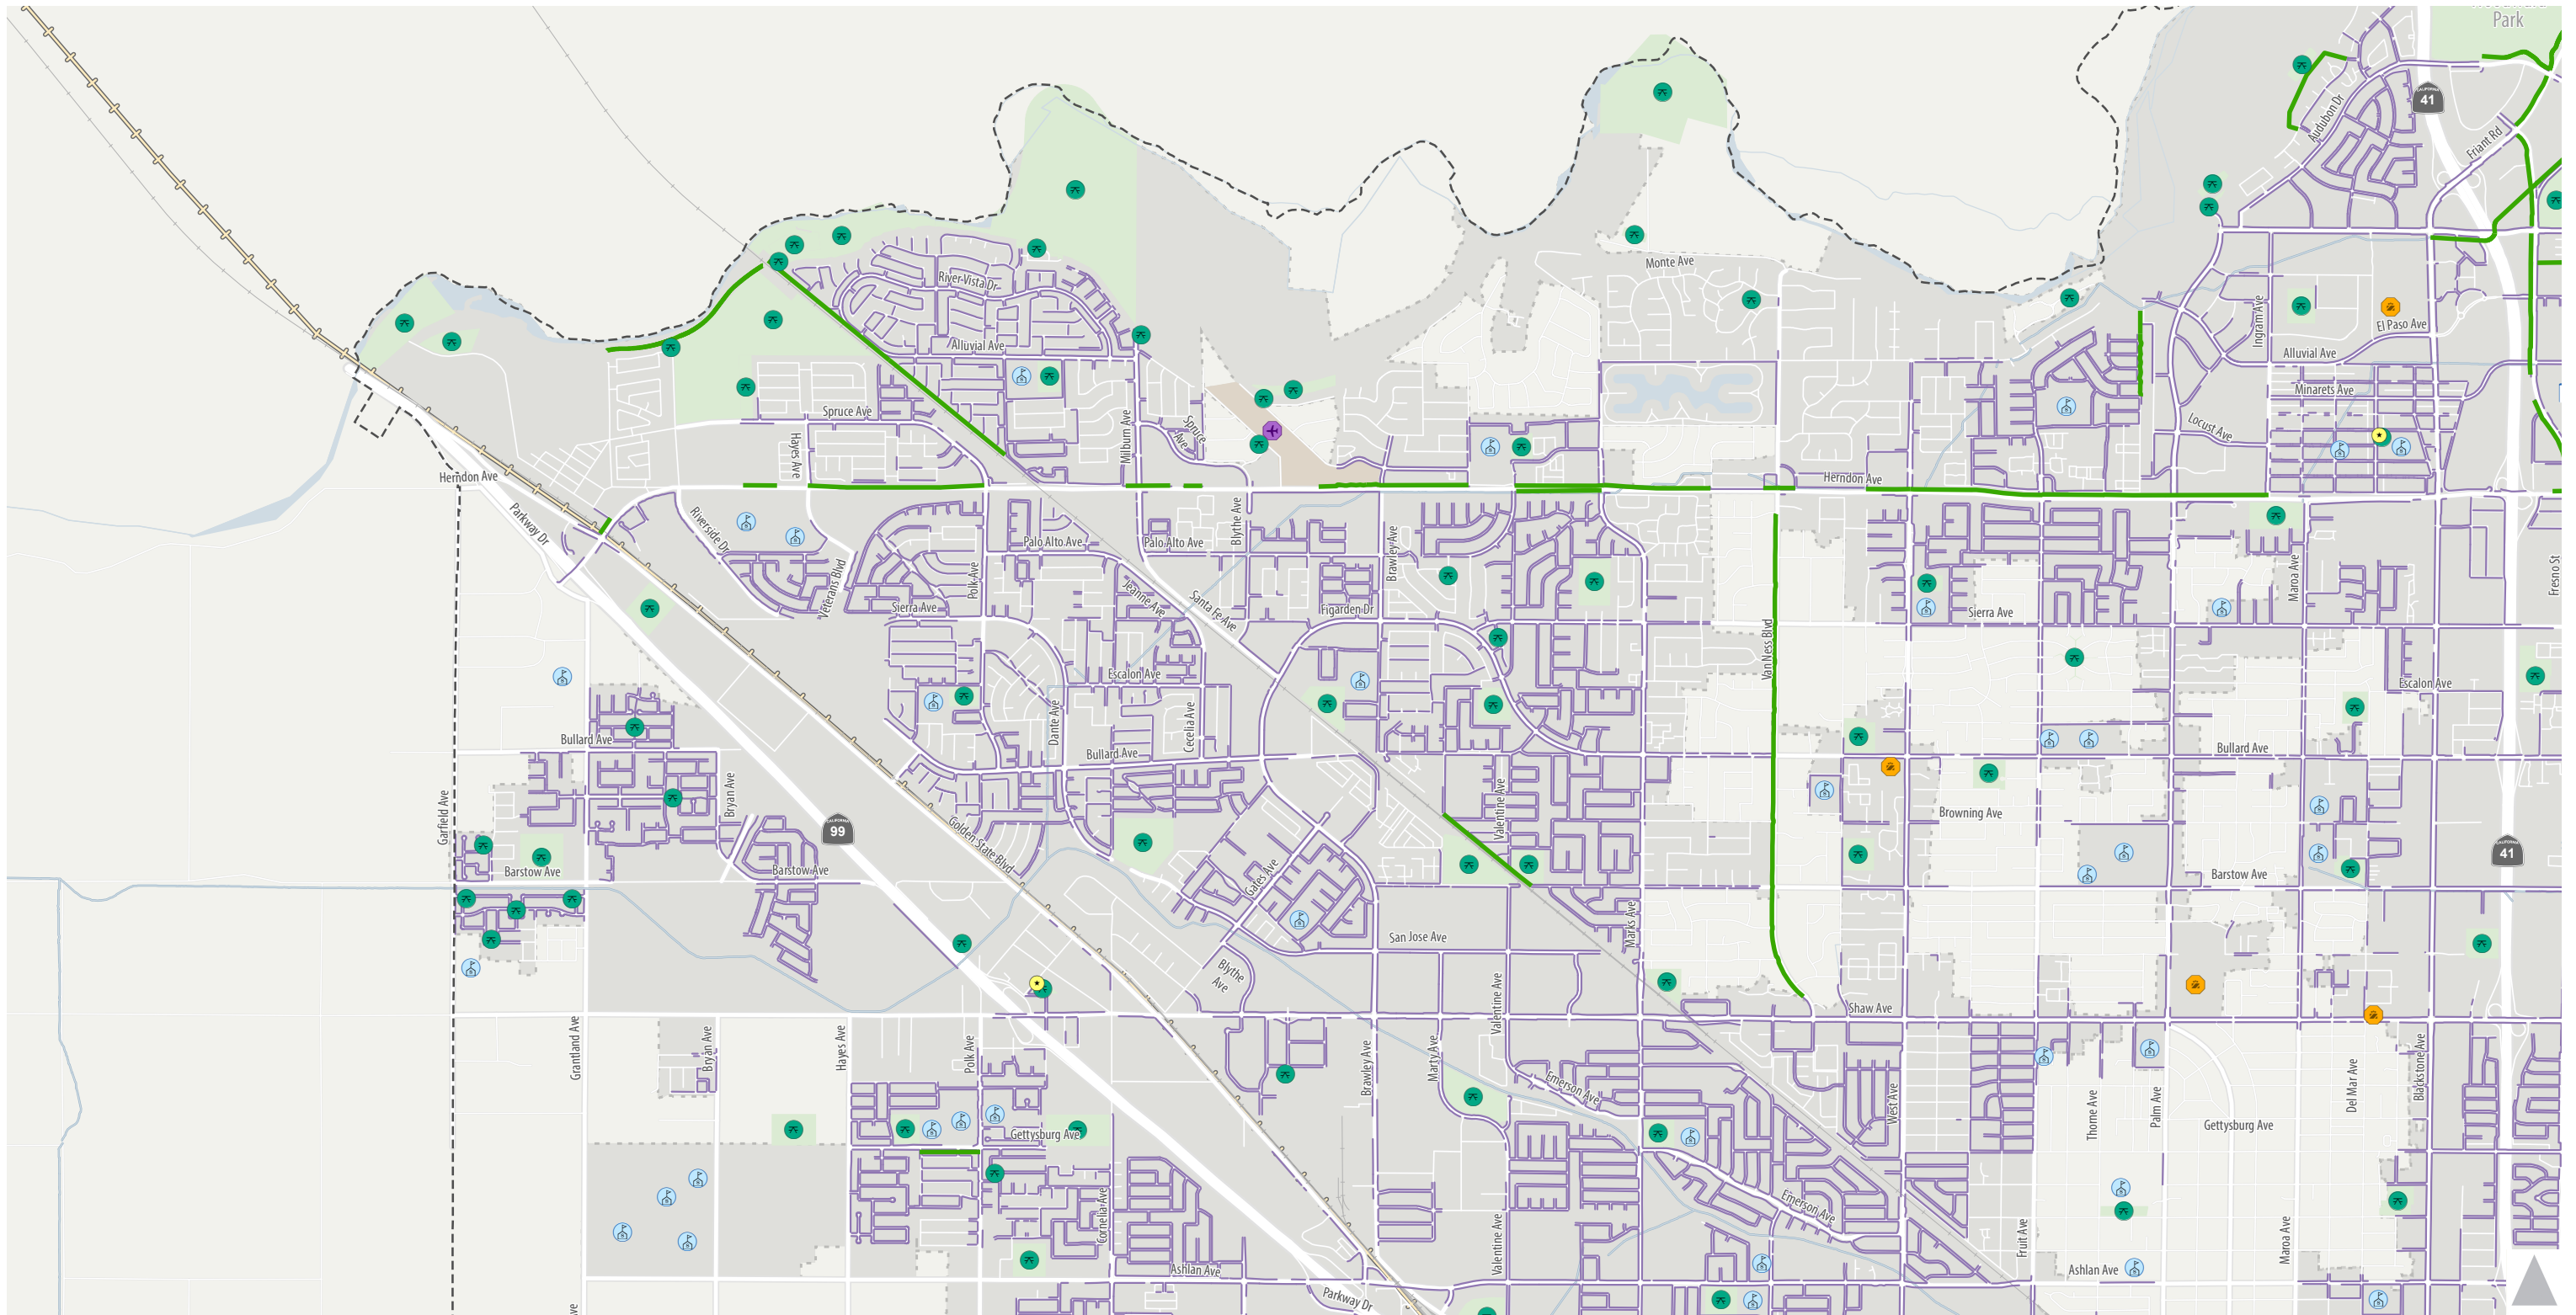 Park
CALIFORNIA
41
Audubon Dr
Friant Rd
Monte Ave
River Vista Dr
Ingram Ave
El Paso Ave
Alluvial Ave
Alluvial Ave
Minarets Ave
Spruce Ave
Milburn Ave
Spruce
Ave
Locust Ave
Hayes Ave
Herndon Ave
Herndon Ave
Parkway Dr
Riverside Dr
Blythe Ave
Palo Alto Ave
Palo Alto Ave
Brawley Ave
Maroa Ave
Fresno St
Veterans Blvd
Polk Ave
Jeanne Ave
Santa Fe Ave
Sierra Ave
Figarden Dr
Sierra Ave
Van Ness Blvd
Escalon Ave
Escalon Ave
Dante Ave
Cecelia Ave
Bullard Ave
Bullard Ave
Bullard Ave
Garfield Ave
Bryan Ave
CALIFORNIA
99
Golden State Blvd
Valentine Ave
Browning Ave
CALIFORNIA
41
Barstow Ave
Barstow Ave
Gates Ave
Barstow Ave
Marks Ave
San Jose Ave
Blythe
Ave
Valentine Ave
Shaw Ave
Grantland Ave
Bryan Ave
Hayes Ave
Polk Ave
Brawley Ave
Marty Ave
Emerson Ave
West Ave
Thorne Ave
Palm Ave
Del Mar Ave
Blackstone Ave
Gettysburg Ave
Gettysburg Ave
Cornelia Ave
Emerson Ave
Valentine Ave
Fruit Ave
Maroa Ave
Ashlan Ave
Ashlan Ave
Parkway Dr